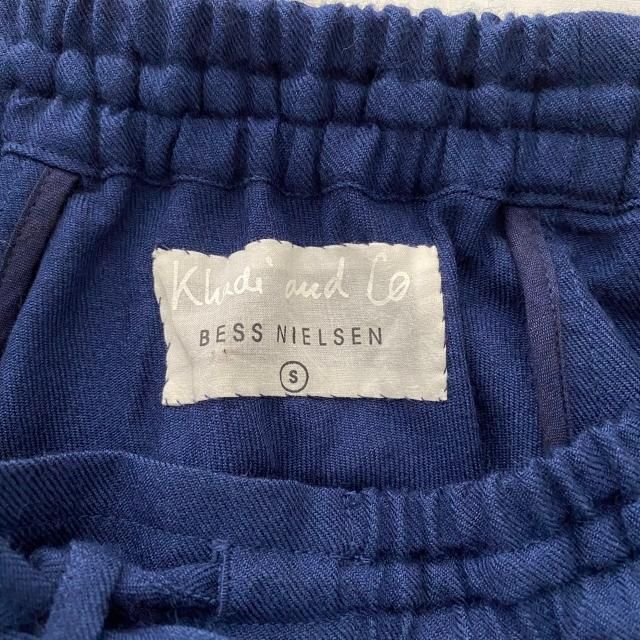 Khadi and Co
BESS NIELSEN
S